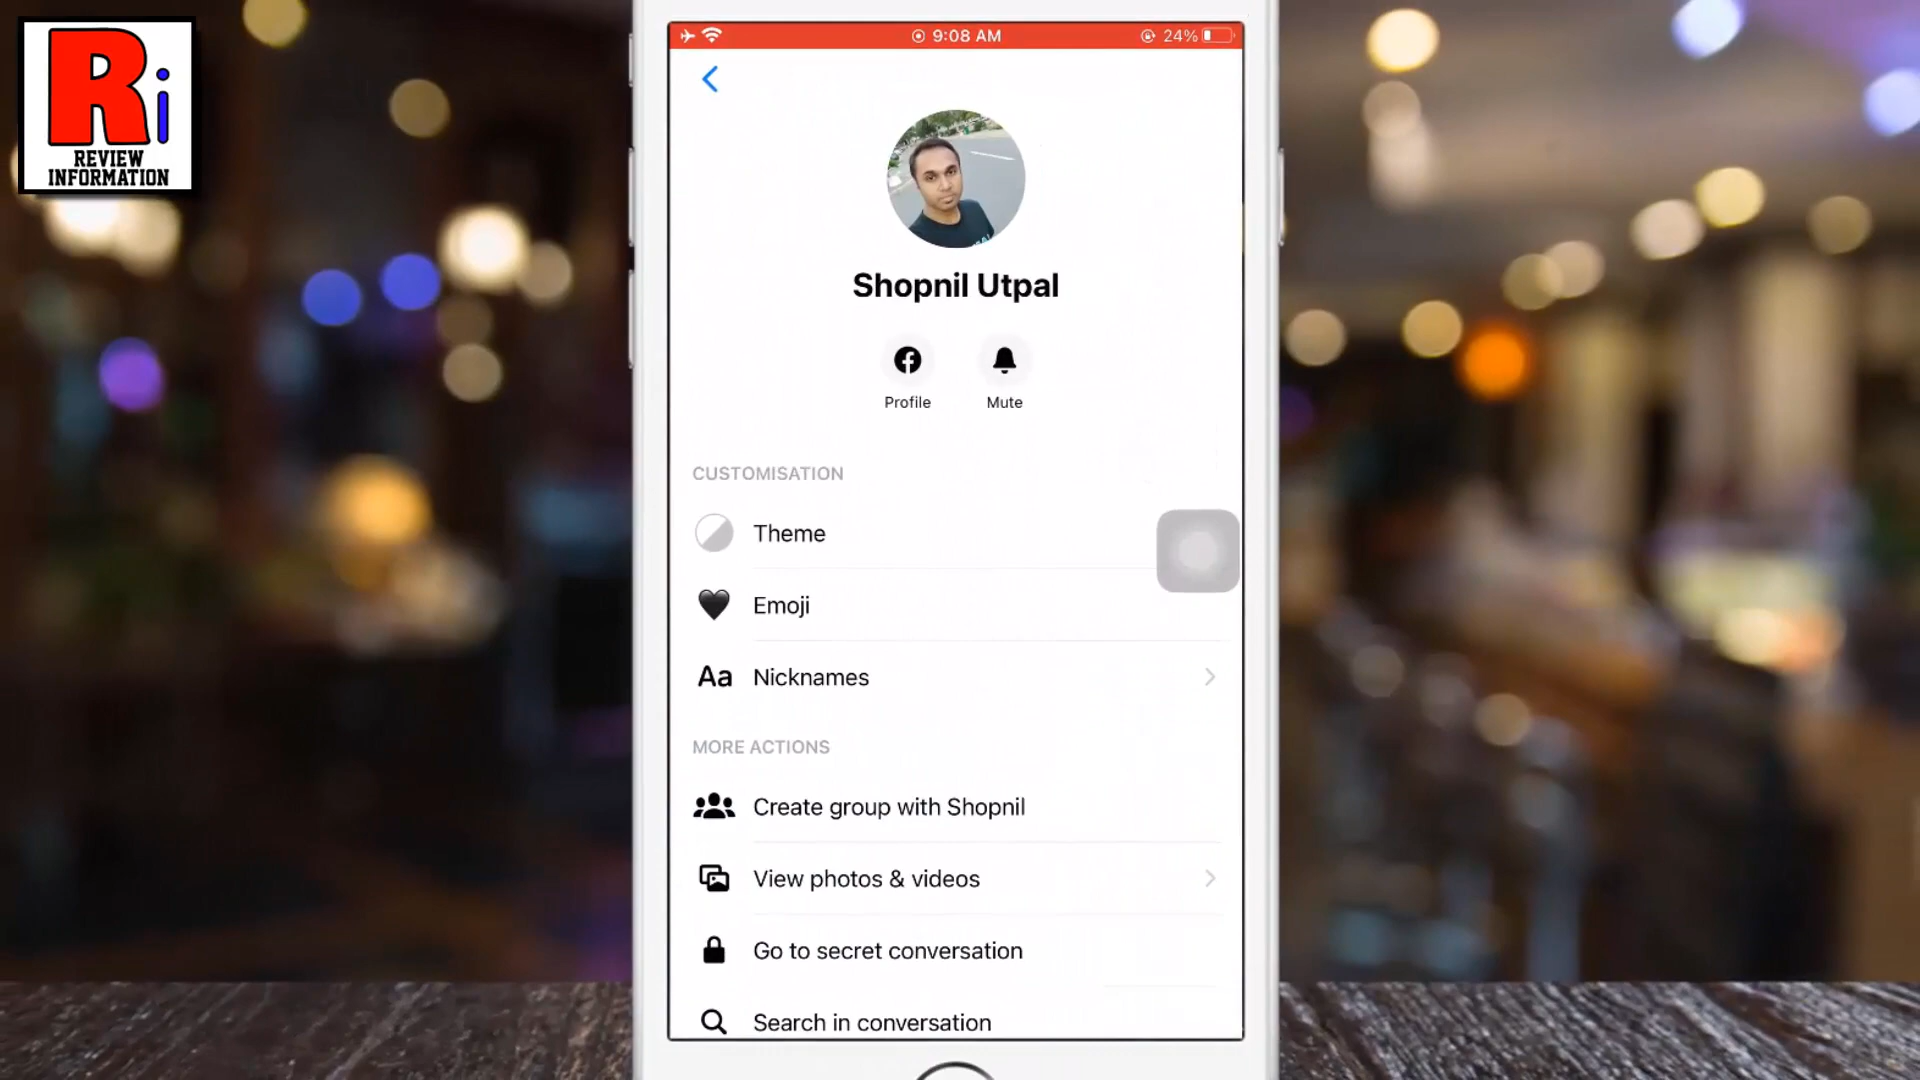 Ri
REVIEW
INFORMATION
9:08 AM
24%
Shopnil Utpal
Profile
Mute
CUSTOMISATION
Theme
Emoji
Aa Nicknames
MORE ACTIONS
Create group with Shopnil
View photos & videos
Go to secret conversation
Search in conversation